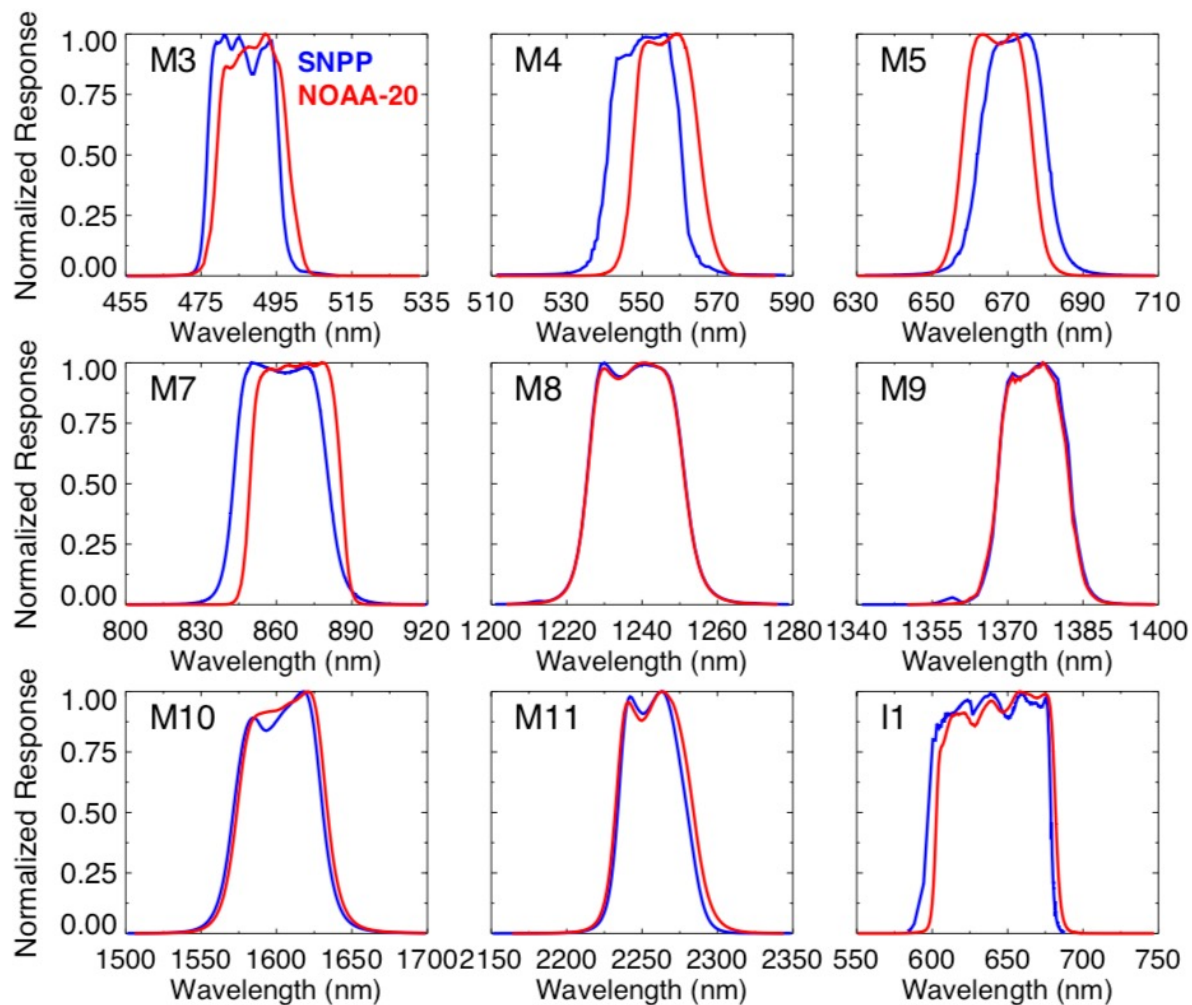 Normalized Response
1.00
0.75
0.50
0.25
0.00
M3
SNPP
NOAA-20
455 475 495 515 535
Wavelength (nm)
M4
511 530 550 570 590
Wavelength (nm)
M5
630 650 670 690 710
Wavelength (nm)
Normalized Response
1.00
0.75
0.50
0.25
0.00
M7
800 830 860 890 920
Wavelength (nm)
M8
1200 1220 1240 1260 1280
Wavelength (nm)
M9
1340 1355 1370 1385 1400
Wavelength (nm)
Normalized Response
1.00
0.75
0.50
0.25
0.00
M10
1500 1550 1600 1650 1700
Wavelength (nm)
M11
2150 2200 2250 2300 2350
Wavelength (nm)
I1
550 600 650 700 750
Wavelength (nm)